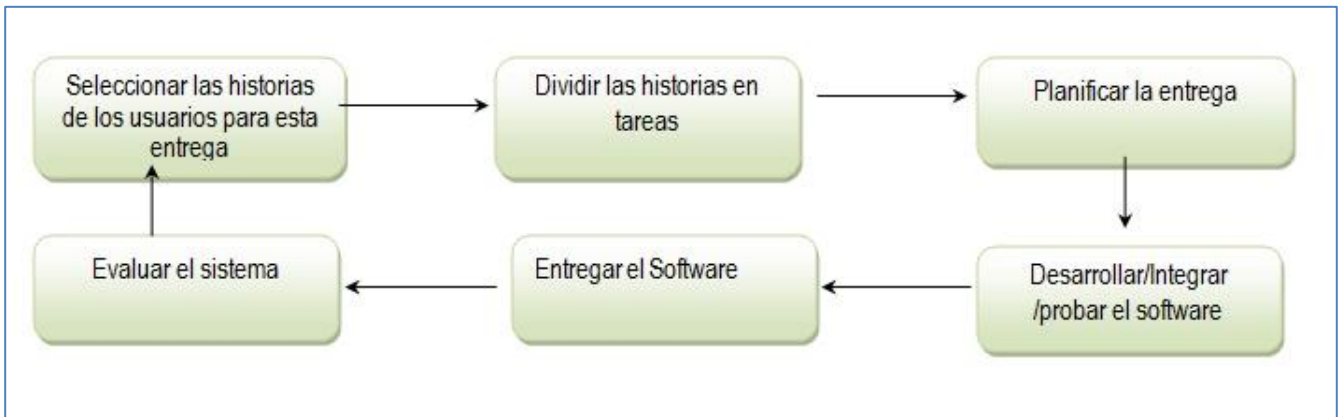 Seleccionar las historias
de los usuarios para esta
entrega
Dividir las historias en
tareas
Planificar la entrega
Desarrollar/Integrar
/probar el software
Entregar el Software
Evaluar el sistema